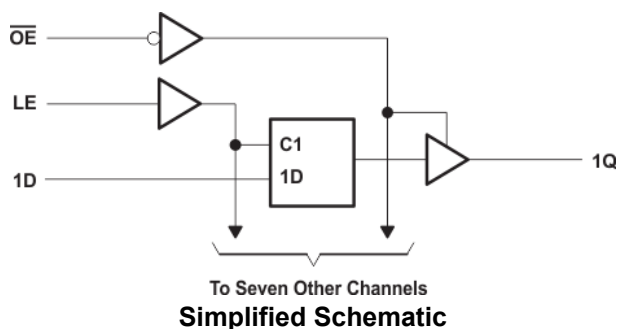 OE
LE
C1
1D
1D
1Q
To Seven Other Channels
Simplified Schematic